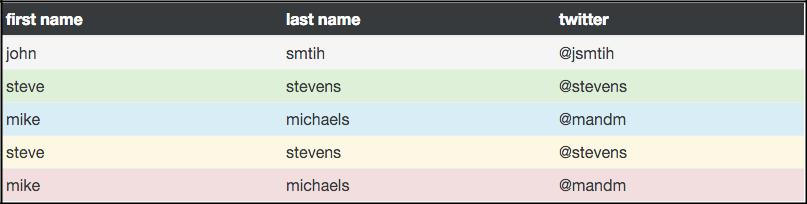 first name last name twitter
john smtih @jsmtih
steve stevens @stevens
mike michaels @mandm
steve stevens @stevens
mike michaels @mandm